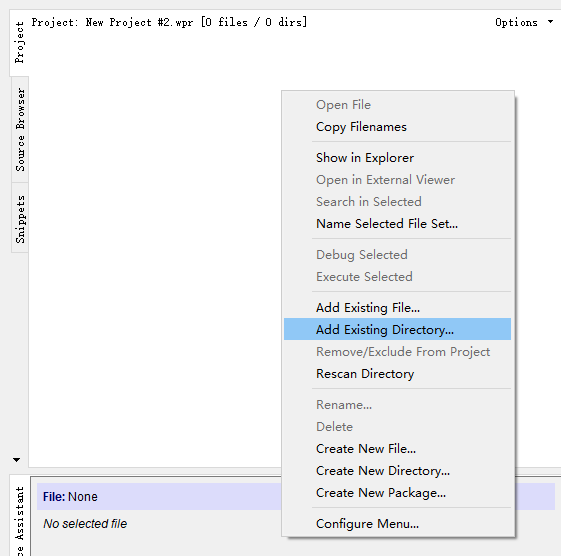 Project: New Project #2.wpr [0 files / 0 dirs]
Options
Project
Source Browser
Snippets
Open File
Copy Filenames
Show in Explorer
Open in External Viewer
Search in Selected
Name Selected File Set...
Debug Selected
Execute Selected
Add Existing File...
Add Existing Directory...
Remove/Exclude From Project
Rescan Directory
Rename...
Delete
Create New File...
Create New Directory...
Create New Package...
Configure Menu...
ce Assistant
File: None
No selected file